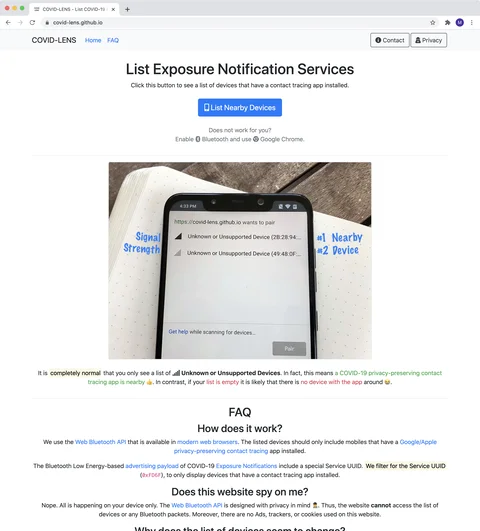 COVID-LENS - List COVID-19
covid-lens.github.io
COVID-LENS Home FAQ Contact Privacy
List Exposure Notification Services
Click this button to see a list of devices that have a contact tracing app installed.
List Nearby Devices
Does not work for you?
Enable Bluetooth and use Google Chrome.
4:33 PM
https://covid-lens.github.io wants to pair
Unknown or Unsupported Device (2B:28:94:...
Unknown or Unsupported Device (49:48:0F:...
Signal
Strength
#1 Nearby
#2 Device
Get help while scanning for devices...
Pair
It is completely normal that you only see a list of Unknown or Unsupported Devices. In fact, this means a COVID-19 privacy-preserving contact
tracing app is nearby 👍. In contrast, if your list is empty it is likely that there is no device with the app around 😭.
FAQ
How does it work?
We use the Web Bluetooth API that is available in modern web browsers. The listed devices should only include mobiles that have a Google/Apple
privacy-preserving contact tracing app installed.
The Bluetooth Low Energy-based advertising payload of COVID-19 Exposure Notifications include a special Service UUID. We filter for the Service UUID
(0xFD6F), to only display devices that have a contact tracing app installed.
Does this website spy on me?
Nope. All is happening on your device only. The Web Bluetooth API is designed with privacy in mind. Thus, the website cannot access the list of
devices or any Bluetooth packets. Moreover, there are no Ads, trackers, or cookies used on this website.
Why does the list of devices seem to change?